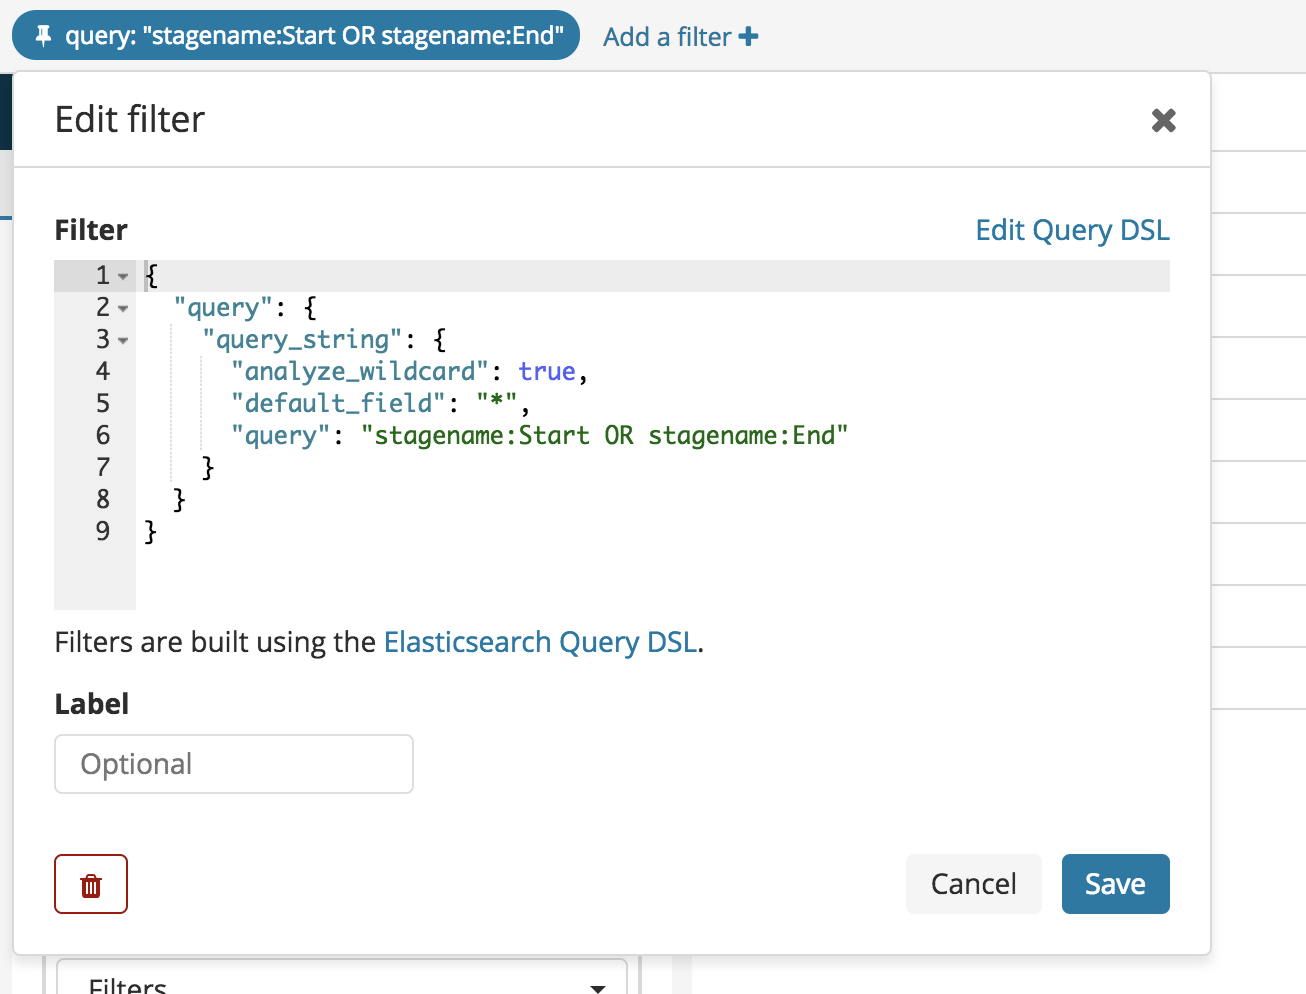 query: "stagename:Start OR stagename:End" Add a filter
Edit filter
Filter Edit Query DSL
1 {
2 "query": {
3 "query_string": {
4 "analyze_wildcard": true,
5 "default_field": "*",
6 "query": "stagename:Start OR stagename:End"
7 }
8 }
9 }
Filters are built using the Elasticsearch Query DSL.
Label
Optional
Cancel Save
Filters